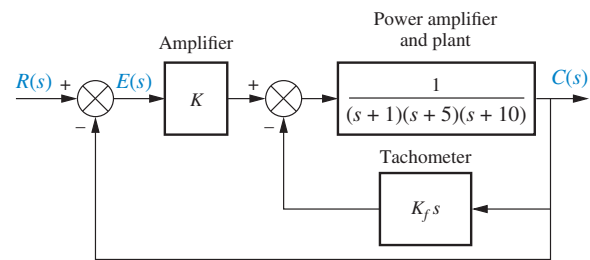 Power amplifier
and plant
Amplifier
R(s) + E(s) K + 1 C(s)
− − (s + 1)(s + 5)(s + 10)
Tachometer
K_f s